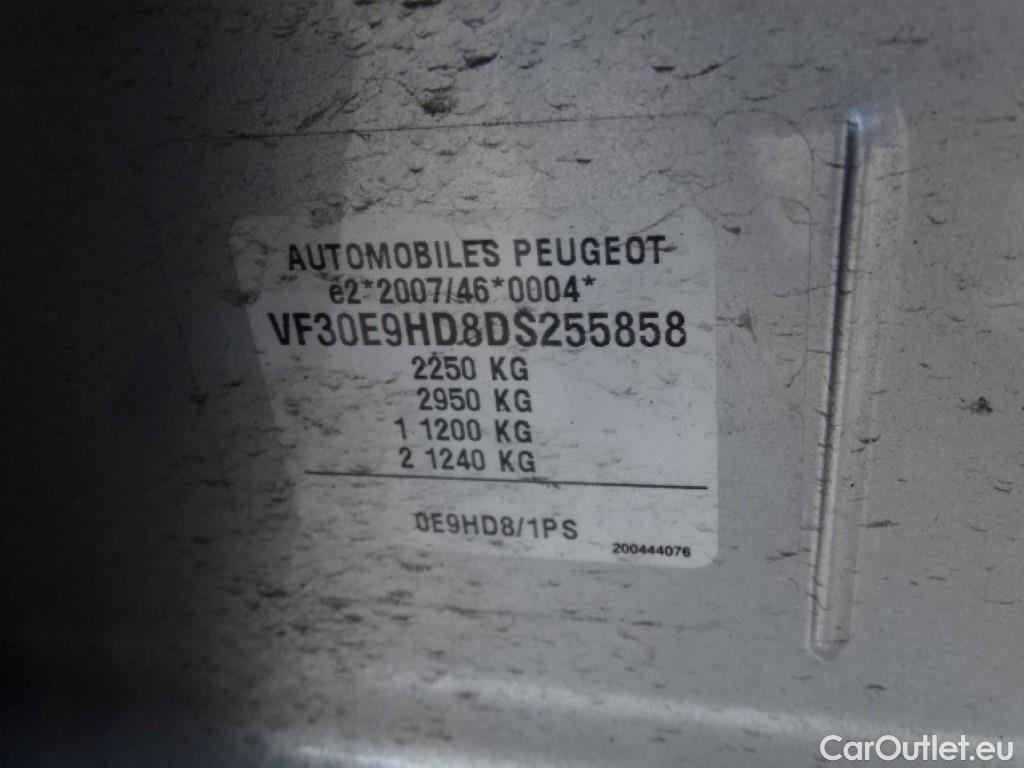 AUTOMOBILES PEUGEOT
e2*2007/46*0004*
VF30E9HD8DS255858
2250 KG
2950 KG
1 1200 KG
2 1240 KG
0E9HD8/1PS
200444076
CarOutlet.eu